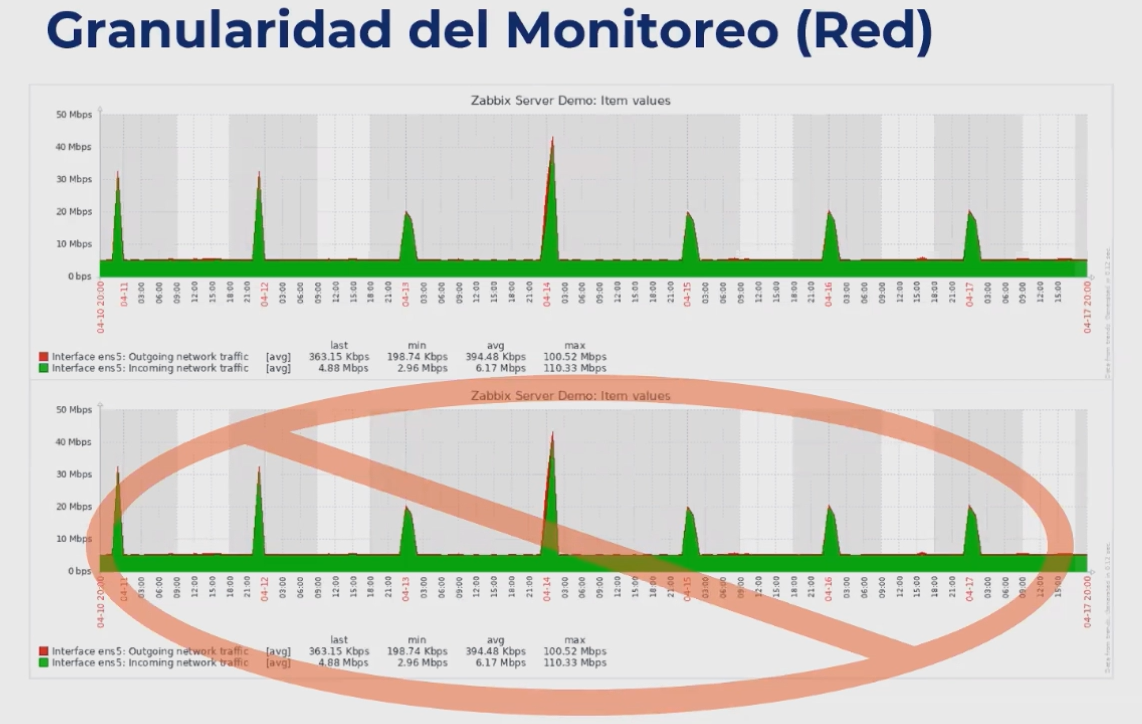 Granularidad del Monitoreo (Red)
Zabbix Server Demo: Item values
50 Mbps
40 Mbps
30 Mbps
20 Mbps
10 Mbps
0 bps
04-10 20:00 04-11 03:00 06:00 09:00 12:00 15:00 18:00 21:00 04-12 03:00 06:00 09:00 12:00 15:00 18:00 21:00 04-13 03:00 06:00 09:00 12:00 15:00 18:00 21:00 04-14 03:00 06:00 09:00 12:00 15:00 18:00 21:00 04-15 03:00 06:00 09:00 12:00 15:00 18:00 21:00 04-16 03:00 06:00 09:00 12:00 15:00 18:00 21:00 04-17 03:00 06:00 09:00 12:00 15:00 04-17 20:00
last min avg max
Interface ens5: Outgoing network traffic [avg] 363.15 Kbps 198.74 Kbps 394.48 Kbps 100.52 Mbps
Interface ens5: Incoming network traffic [avg] 4.88 Mbps 2.96 Mbps 6.17 Mbps 110.33 Mbps
Zabbix Server Demo: Item values
50 Mbps
40 Mbps
30 Mbps
20 Mbps
10 Mbps
0 bps
04-10 20:00 04-11 03:00 06:00 09:00 12:00 15:00 18:00 21:00 04-12 03:00 06:00 09:00 12:00 15:00 18:00 21:00 04-13 03:00 06:00 09:00 12:00 15:00 18:00 21:00 04-14 03:00 06:00 09:00 12:00 15:00 18:00 21:00 04-15 03:00 06:00 09:00 12:00 15:00 18:00 21:00 04-16 03:00 06:00 09:00 12:00 15:00 18:00 21:00 04-17 03:00 06:00 09:00 12:00 15:00 04-17 20:00
last min avg max
Interface ens5: Outgoing network traffic [avg] 363.15 Kbps 198.74 Kbps 394.48 Kbps 100.52 Mbps
Interface ens5: Incoming network traffic [avg] 4.88 Mbps 2.96 Mbps 6.17 Mbps 110.33 Mbps